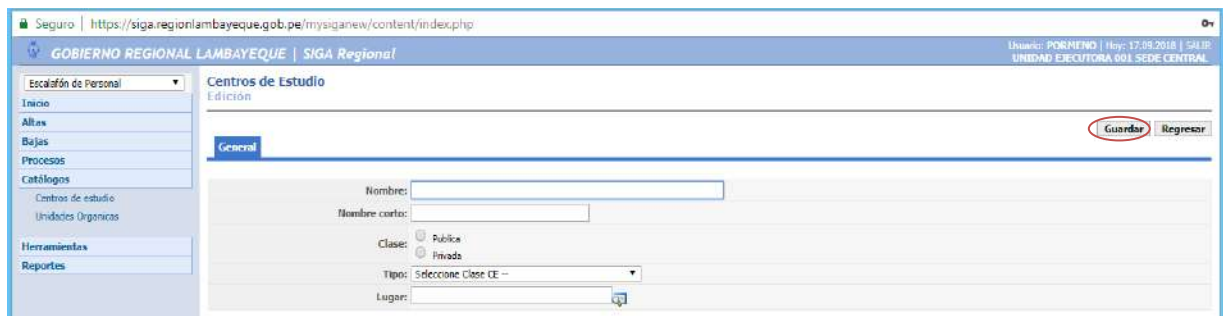 Seguro | https://siga.regionlambayeque.gob.pe/mysiganew/content/index.php
GOBIERNO REGIONAL LAMBAYEQUE | SIGA Regional
Usuario: PORMENO | Hoy: 17.09.2018 | SALIR
UNIDAD EJECUTORA 001 SEDE CENTRAL
Escalafón de Personal
Inicio
Altas
Bajas
Procesos
Catálogos
Centros de estudio
Unidades Organicas
Herramientas
Reportes
Centros de Estudio
Edición
Guardar Regresar
General
Nombre:
Nombre corto:
Clase: Publica
Privada
Tipo: Seleccione Clase CE --
Lugar: